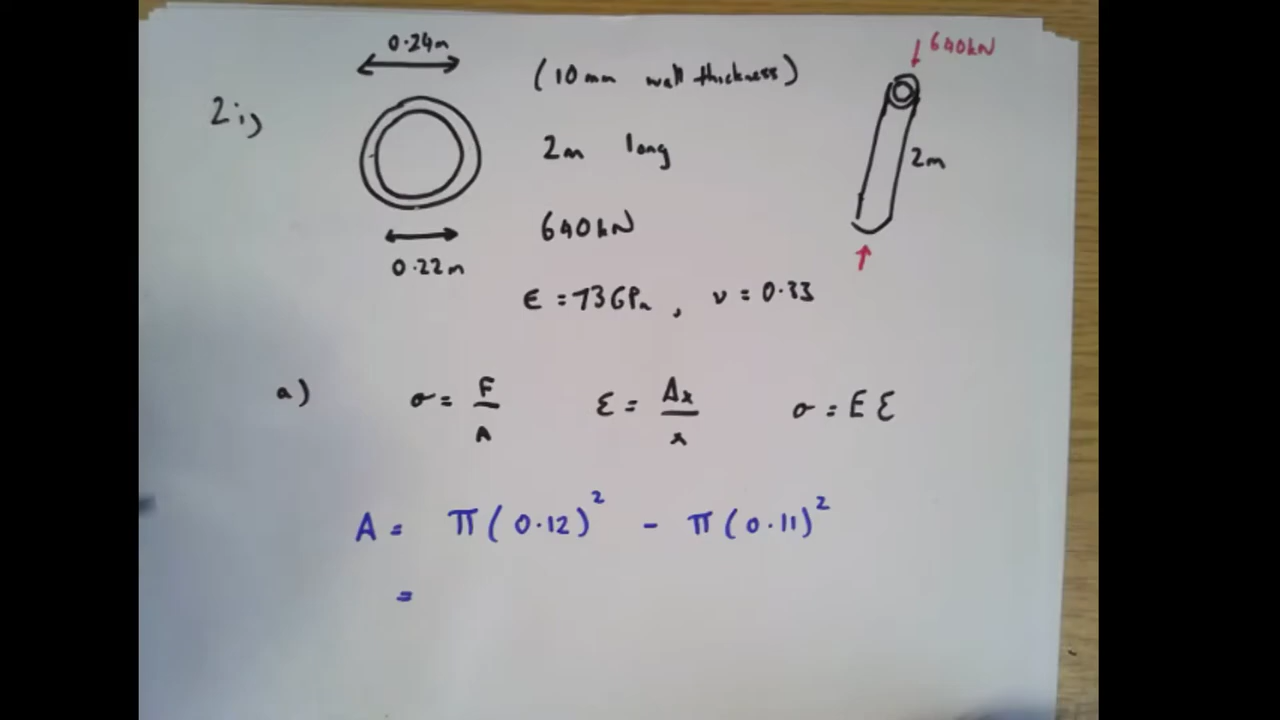 0.24m
(10mm wall thickness)
640kN
2i)
2m long
2m
640kN
0.22m
E = 73GPa, ν = 0.33
a) σ = F/A ε = Δx/x σ = E ε
A = π(0.12)² - π(0.11)²
=